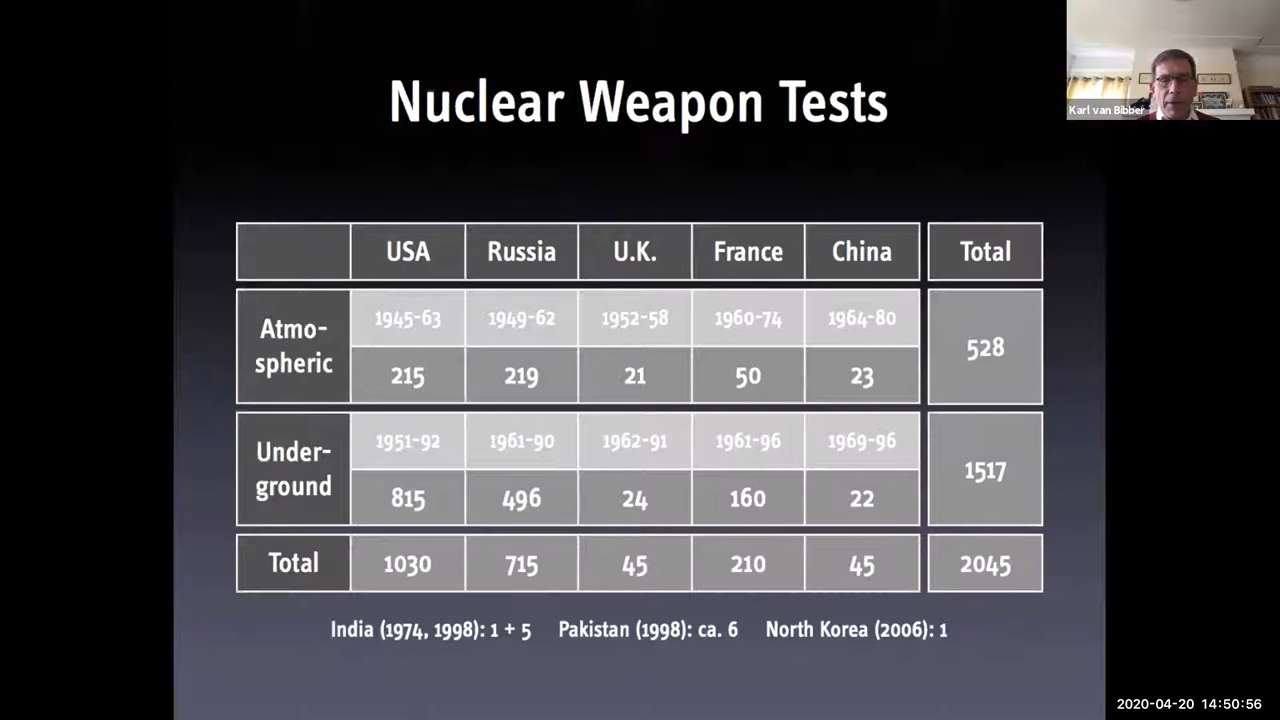 Nuclear Weapon Tests
Karl van Bibber
USA Russia U.K. France China Total
Atmo-
spheric
1945-63 1949-62 1952-58 1960-74 1964-80
215 219 21 50 23
528
Under-
ground
1951-92 1961-90 1962-91 1961-96 1969-96
815 496 24 160 22
1517
Total 1030 715 45 210 45 2045
India (1974, 1998): 1 + 5 Pakistan (1998): ca. 6 North Korea (2006): 1
2020-04-20 14:50:56